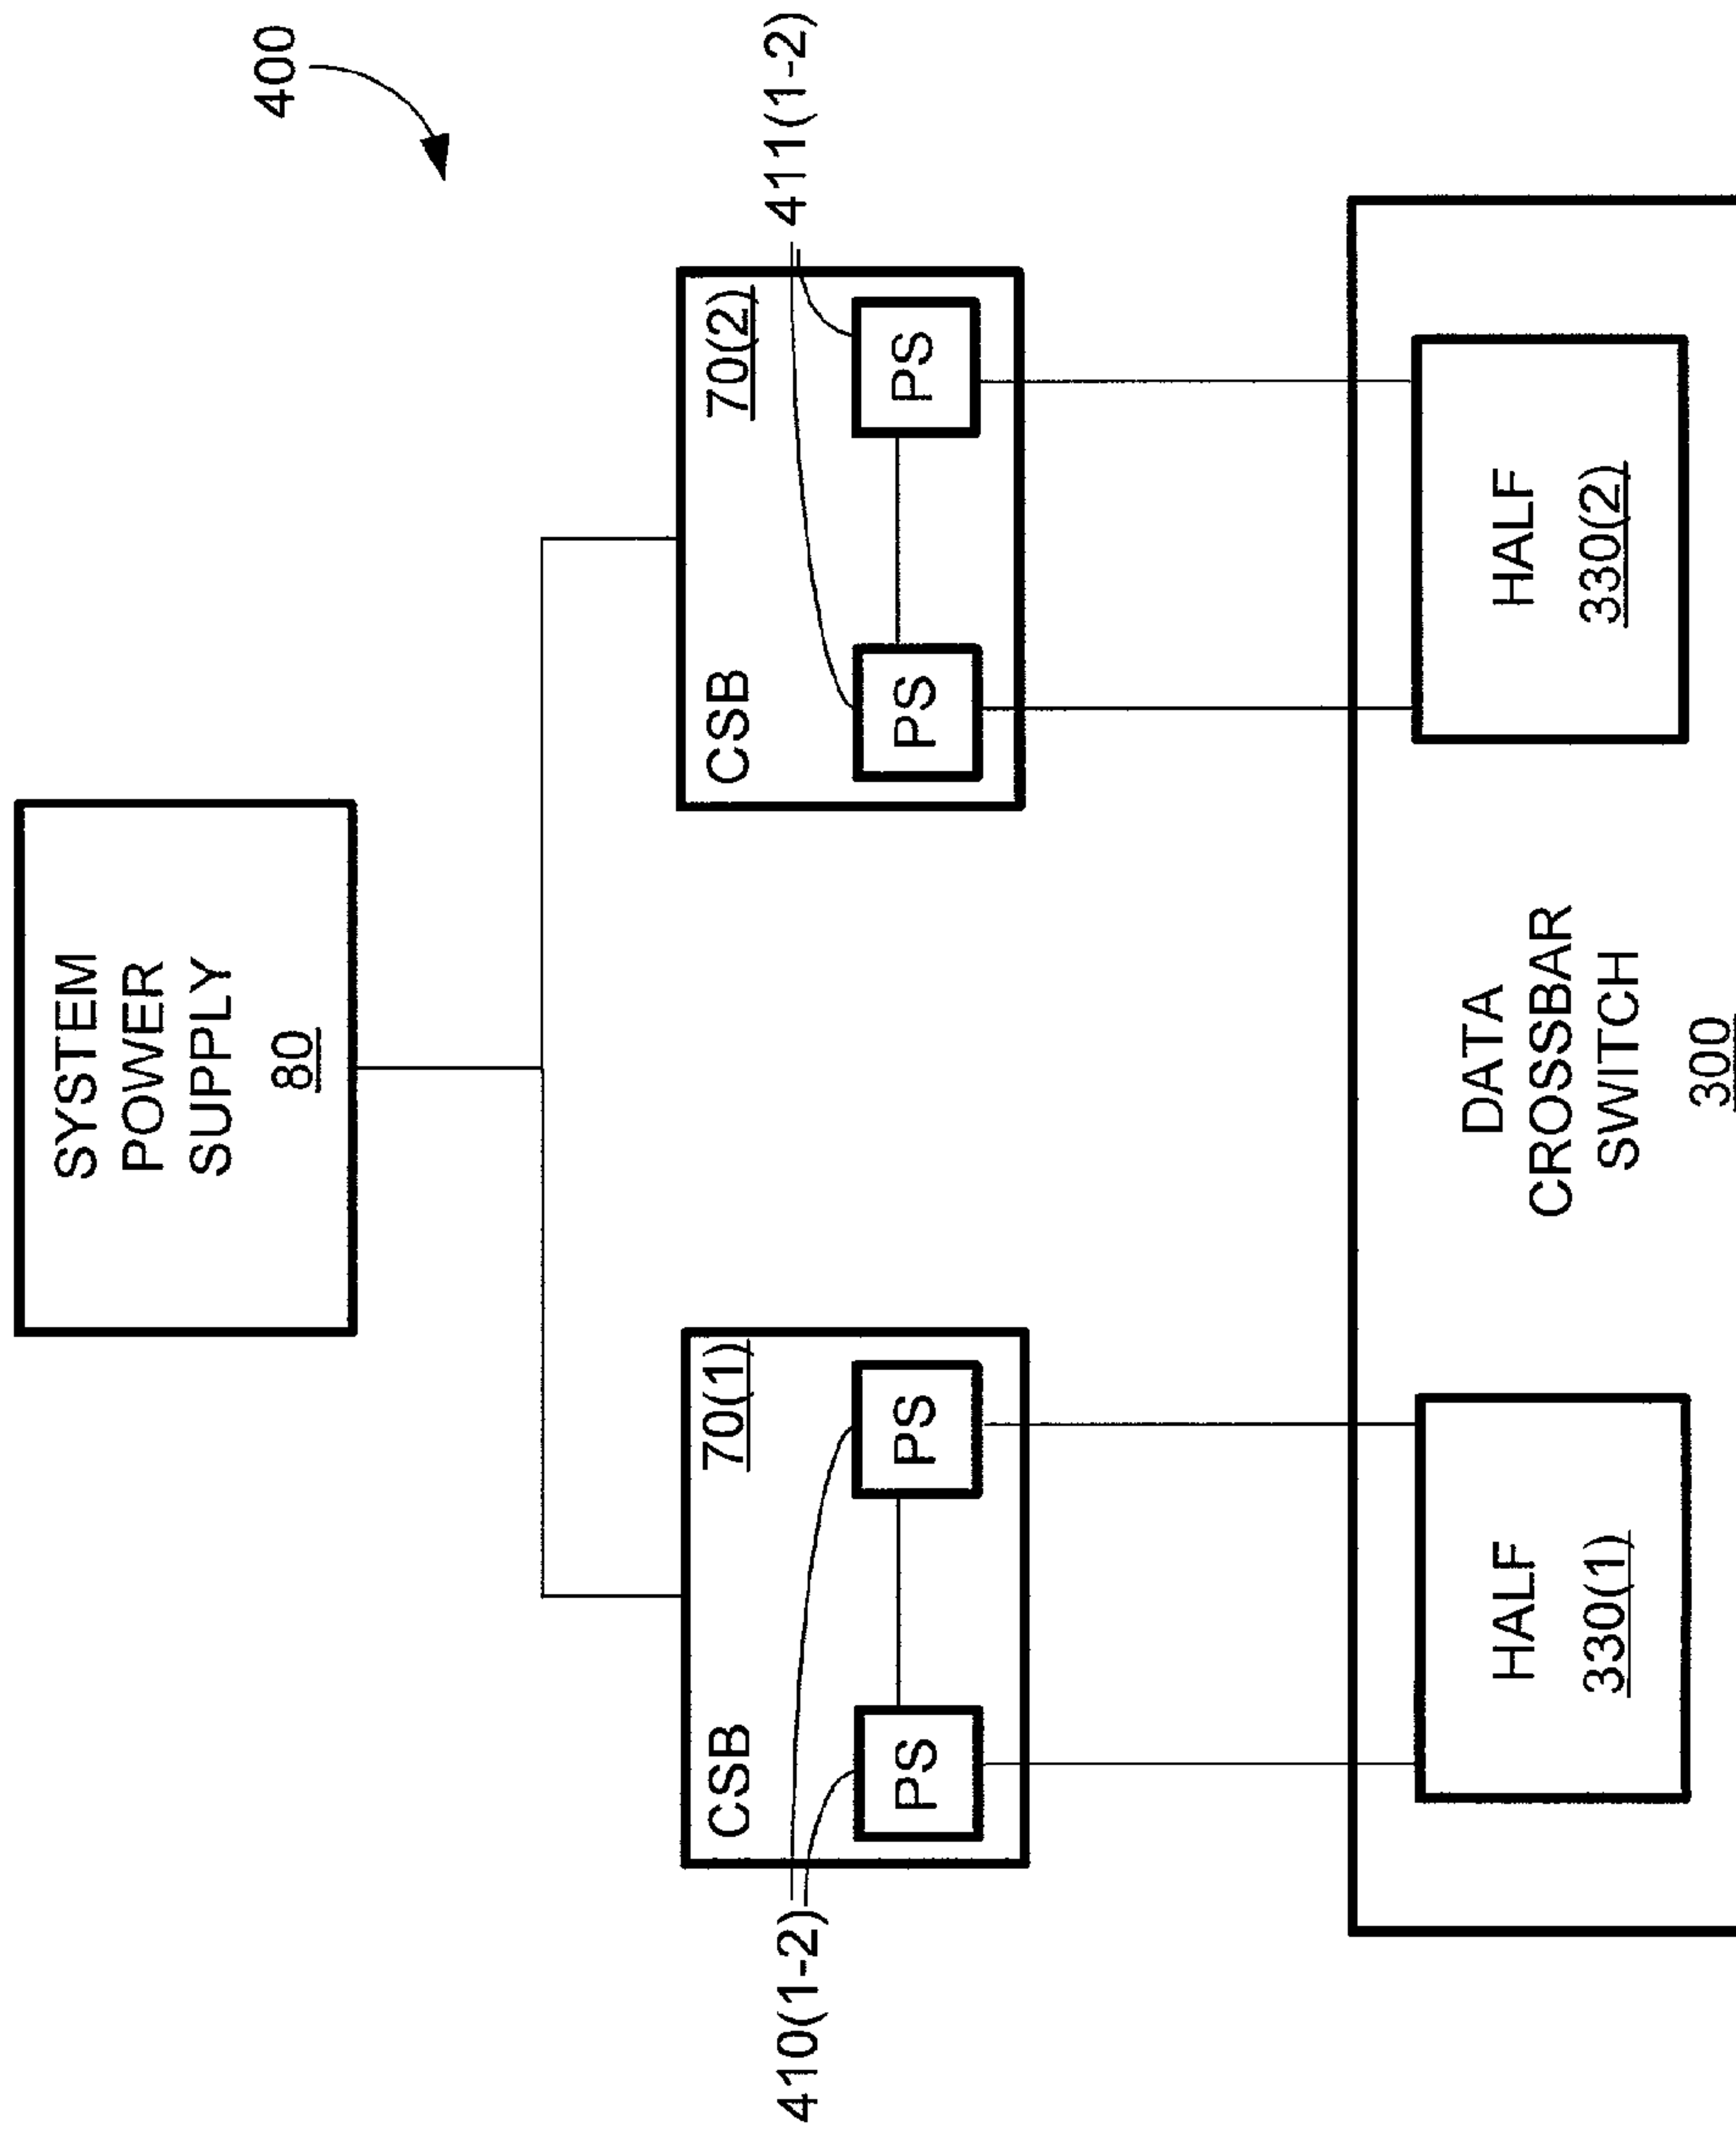 400
SYSTEM
POWER
SUPPLY
80
410(1-2)
CSB
70(1)
PS
PS
CSB
70(2)
PS
PS
411(1-2)
HALF
330(1)
DATA
CROSSBAR
SWITCH
300
HALF
330(2)